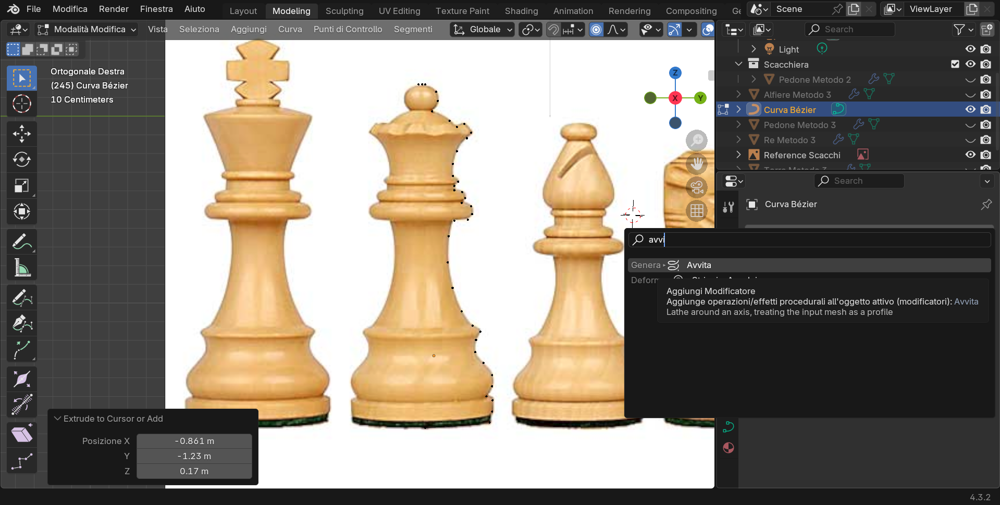 File Modifica Render Finestra Aiuto Layout Modeling Sculpting UV Editing Texture Paint Shading Animation Rendering Compositing Ge Scene ViewLayer
Modalità Modifica Vista Seleziona Aggiungi Curva Punti di Controllo Segmenti Globale Search
Ortogonale Destra
(245) Curva Bézier
10 Centimeters
Z
X
Y
Light
Scacchiera
Pedone Metodo 2
Alfiere Metodo 3
Curva Bézier
Pedone Metodo 3
Re Metodo 3
Reference Scacchi
Torre Metodo 3
Search
Curva Bézier
avvi
Genera Avvita
Deform
Aggiungi Modificatore
Aggiunge operazioni/effetti procedurali all'oggetto attivo (modificatori): Avvita
Lathe around an axis, treating the input mesh as a profile
Extrude to Cursor or Add
Posizione X -0.861 m
Y -1.23 m
Z 0.17 m
4.3.2